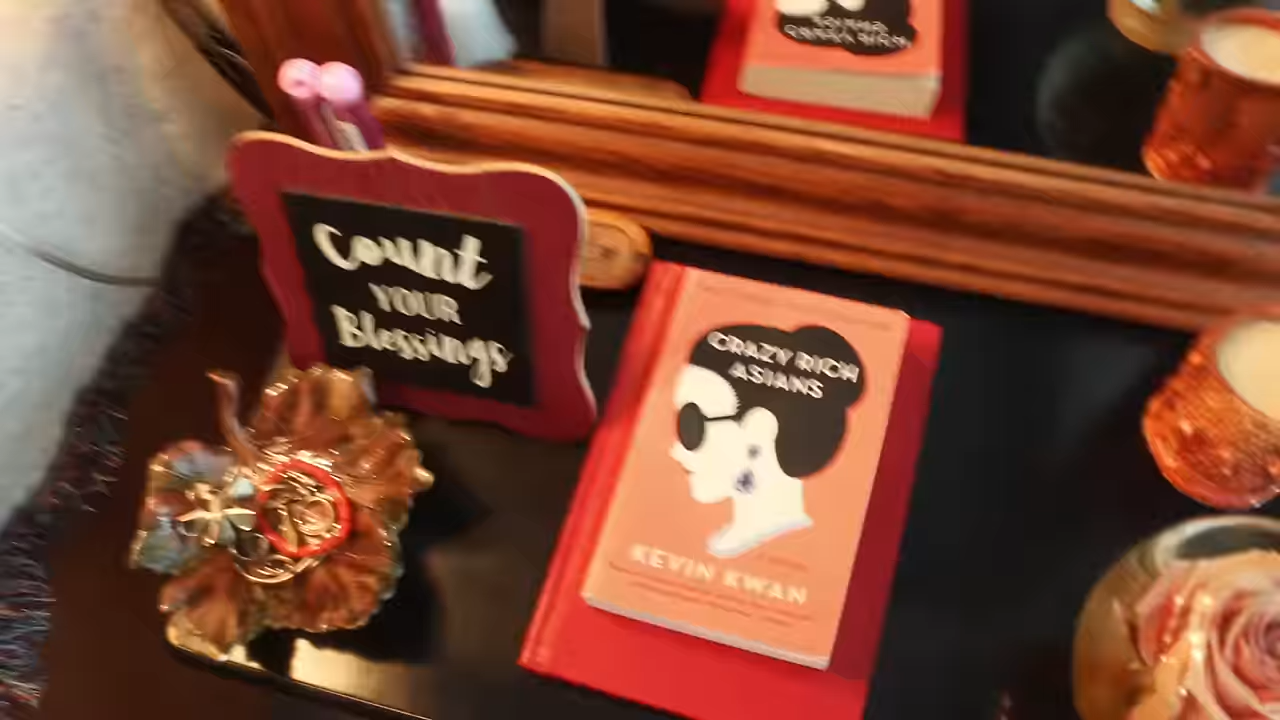 Count
YOUR
Blessings
CRAZY RICH
ASIANS
KEVIN KWAN